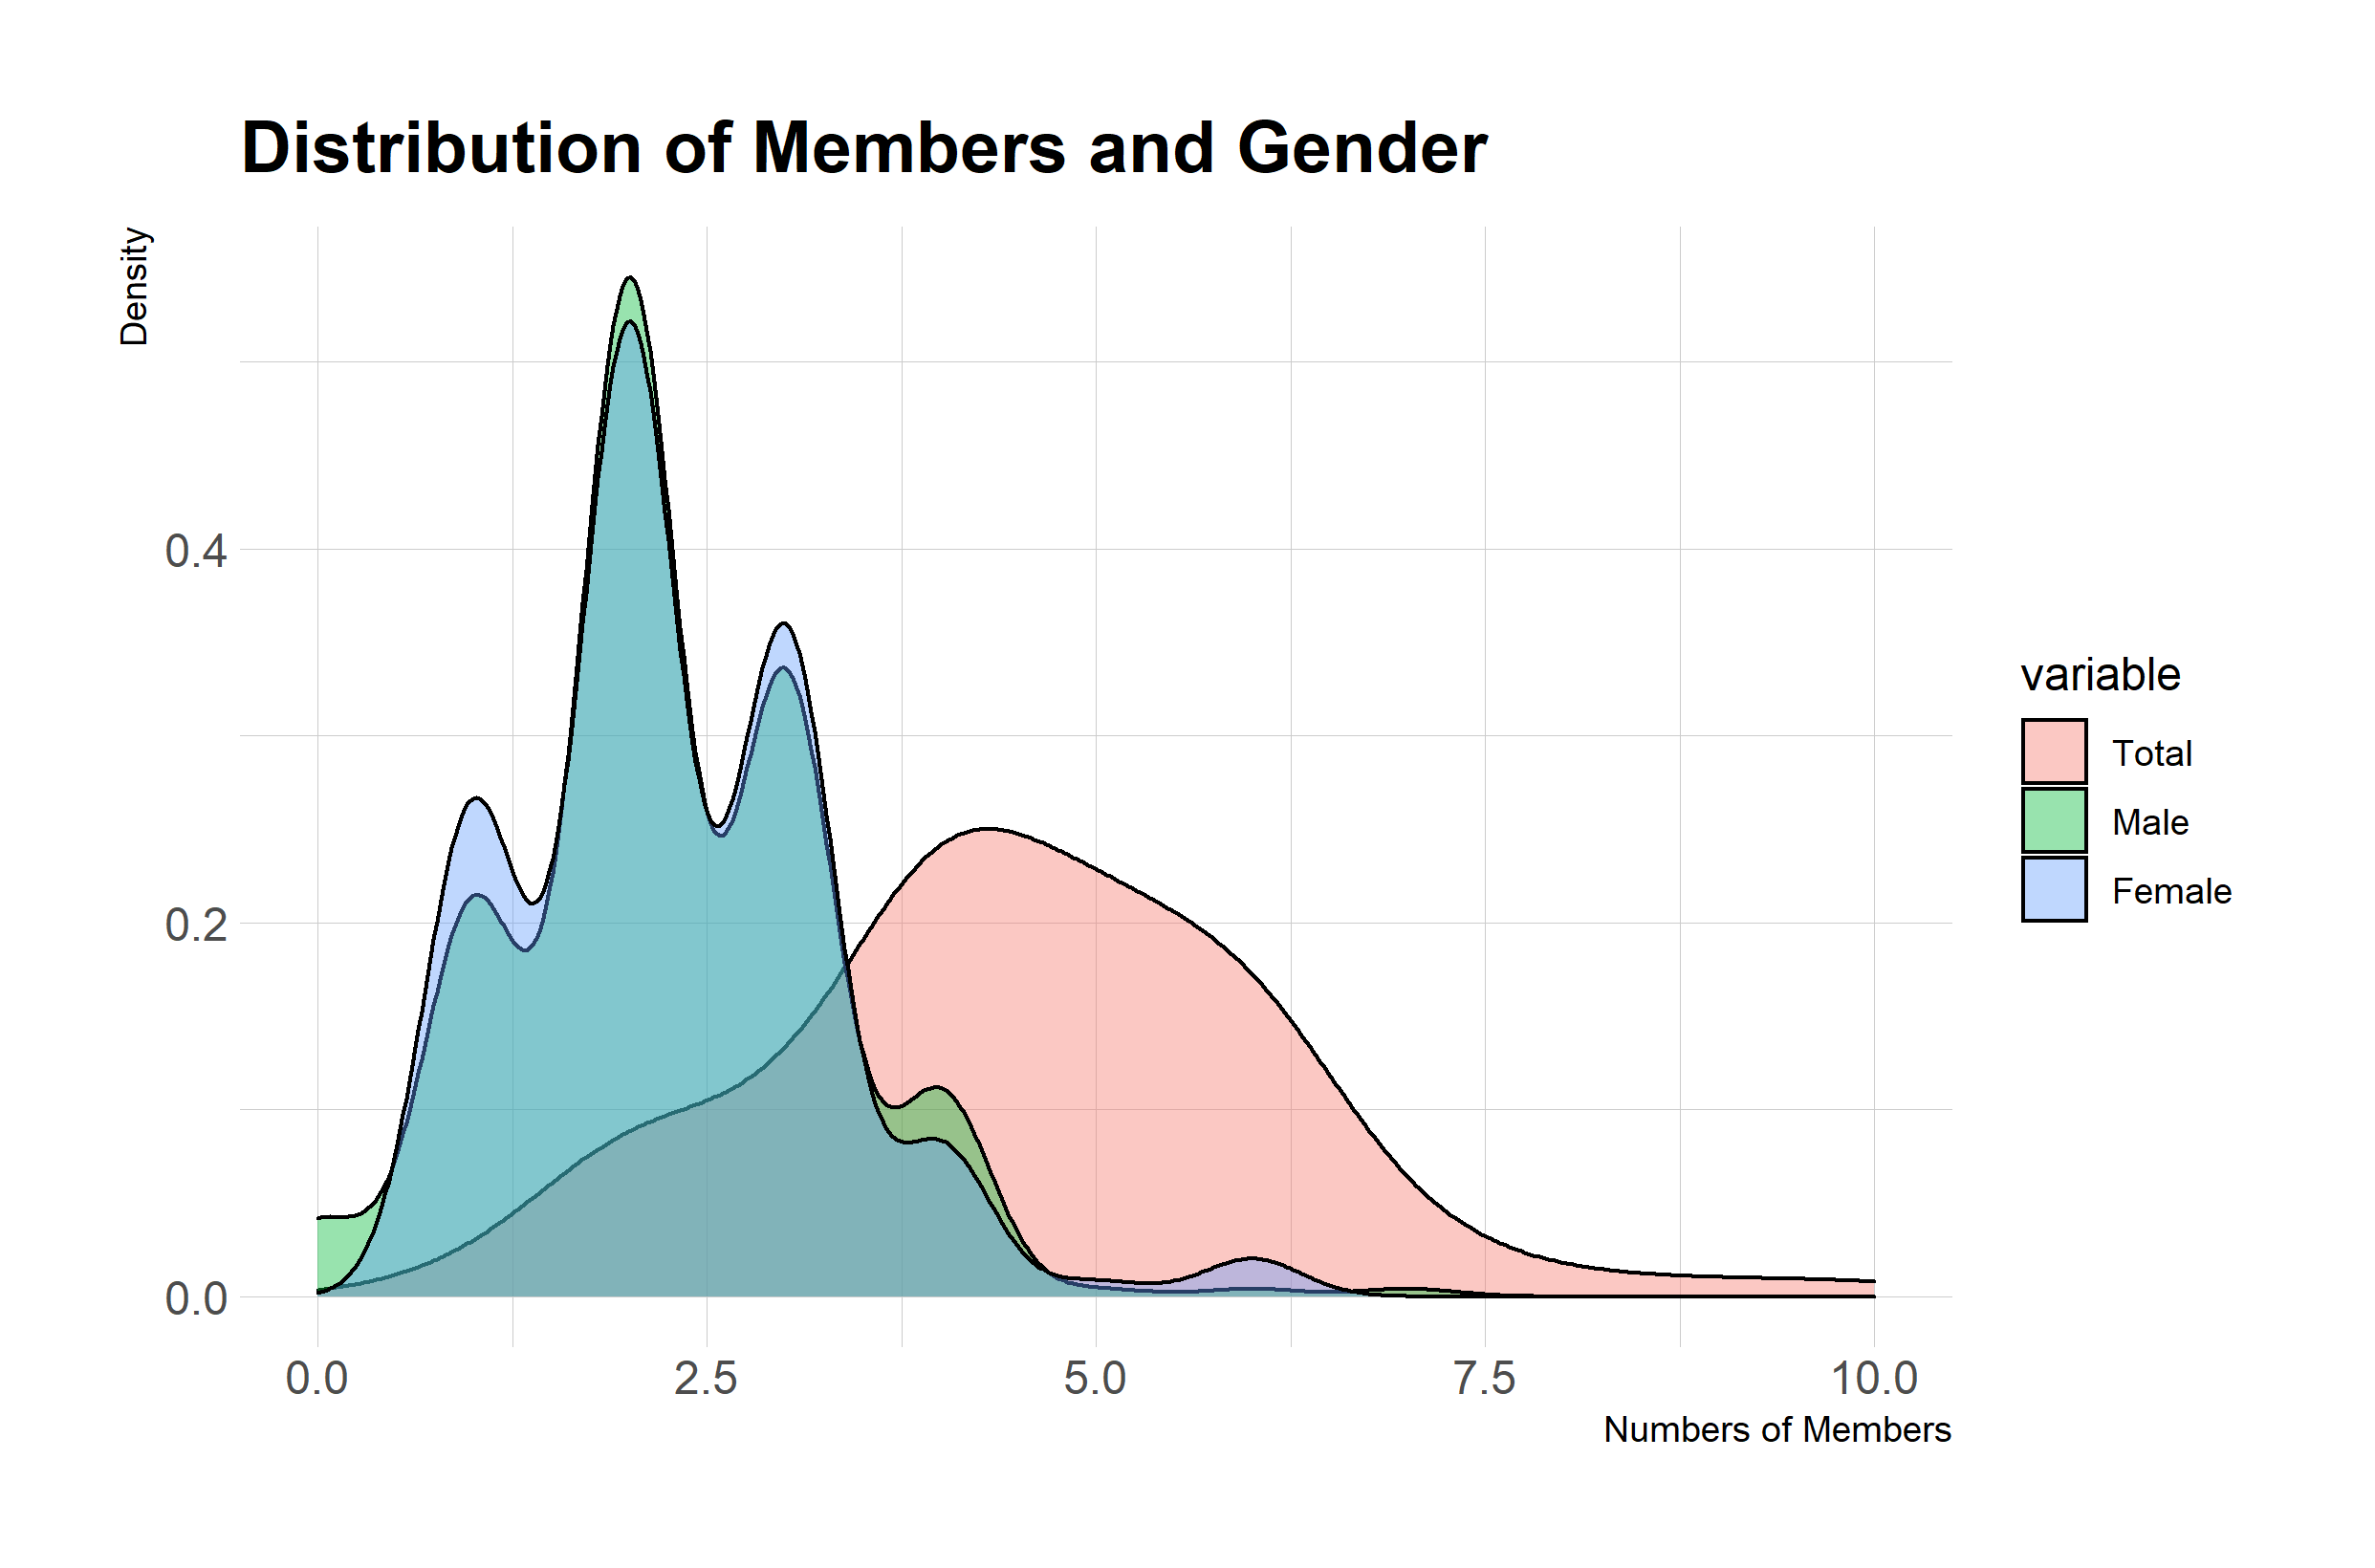 Distribution of Members and Gender
Density
0.4
0.2
0.0
0.0 2.5 5.0 7.5 10.0
Numbers of Members
variable
Total
Male
Female